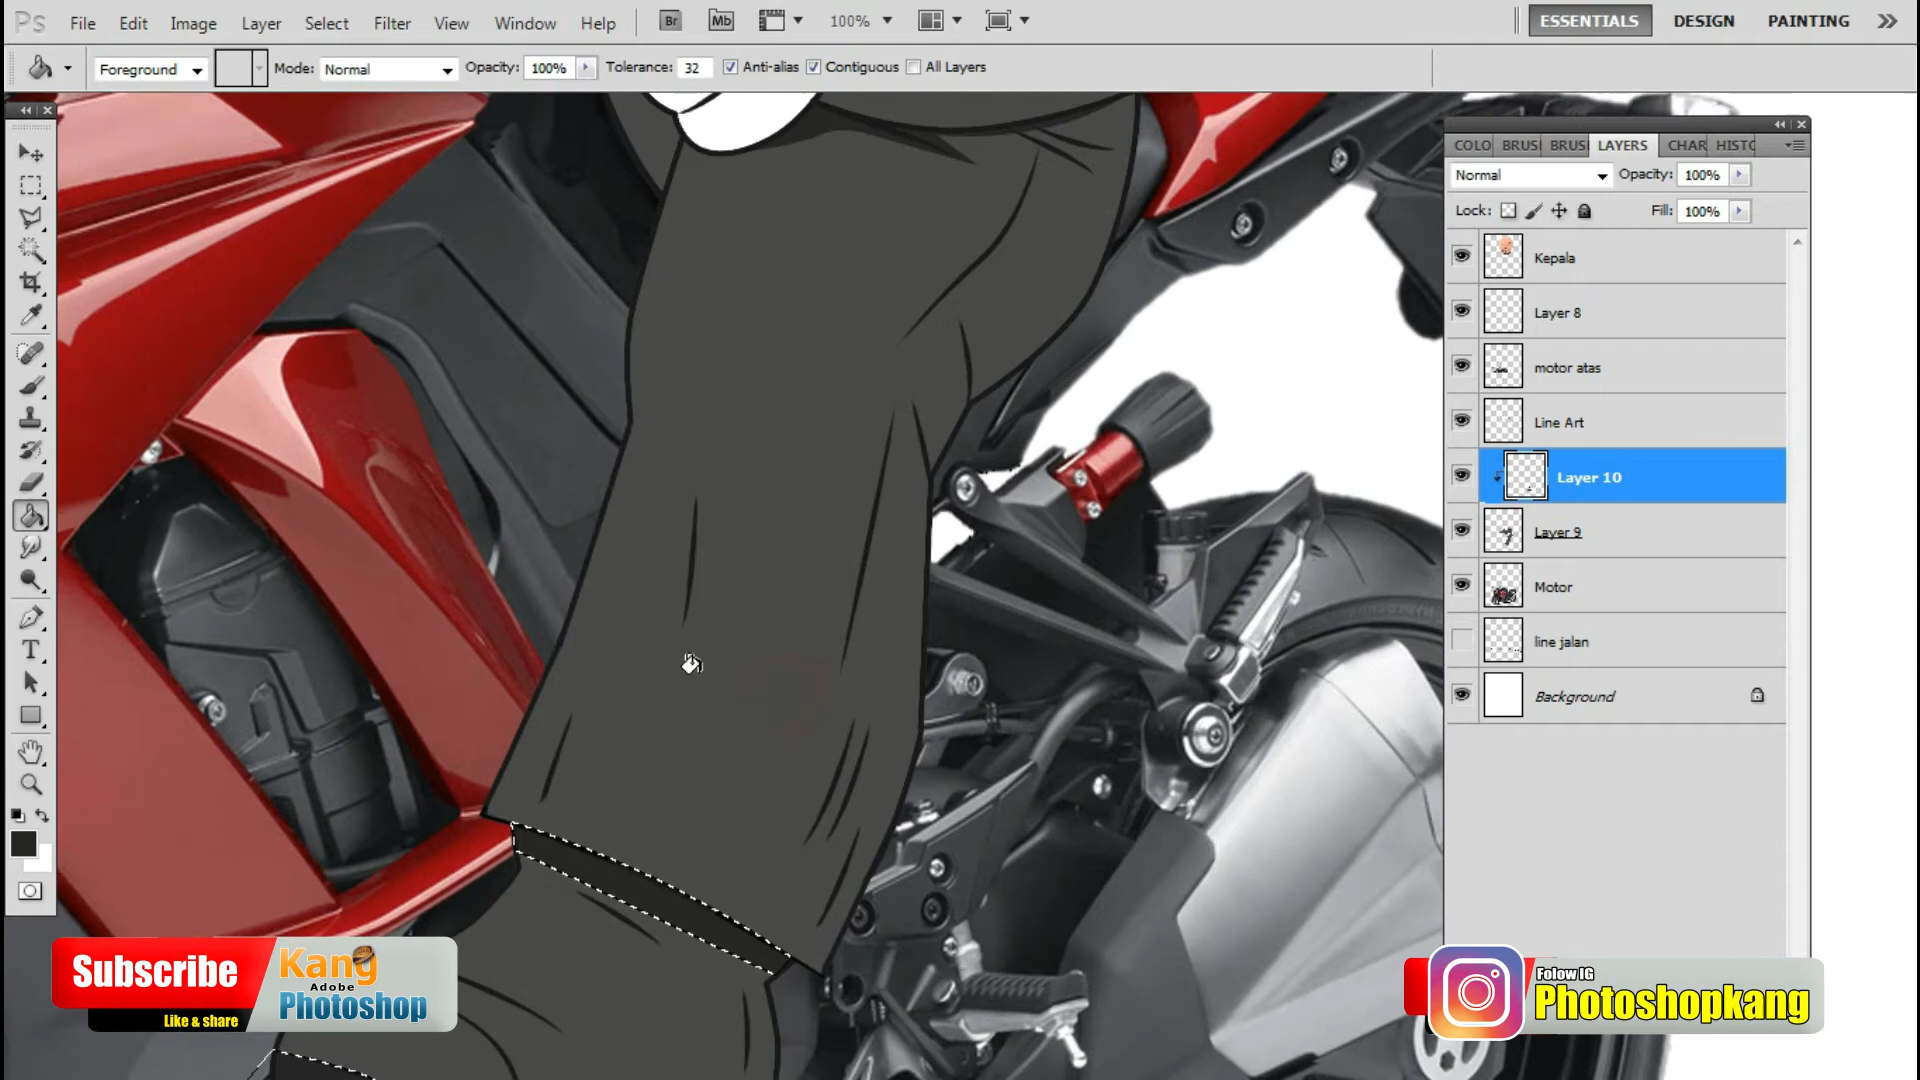 Ps File Edit Image Layer Select Filter View Window Help Br Mb 100% ESSENTIALS DESIGN PAINTING
Foreground Mode: Normal Opacity: 100% Tolerance: 32 Anti-alias Contiguous All Layers
COLO BRUS BRUS LAYERS CHAR HISTO
Normal Opacity: 100%
Lock: Fill: 100%
Kepala
Layer 8
motor atas
Line Art
Layer 10
Layer 9
Motor
line jalan
Background
T
Subscribe
Like & share
Kang
Adobe
Photoshop
Folow IG
Photoshopkang